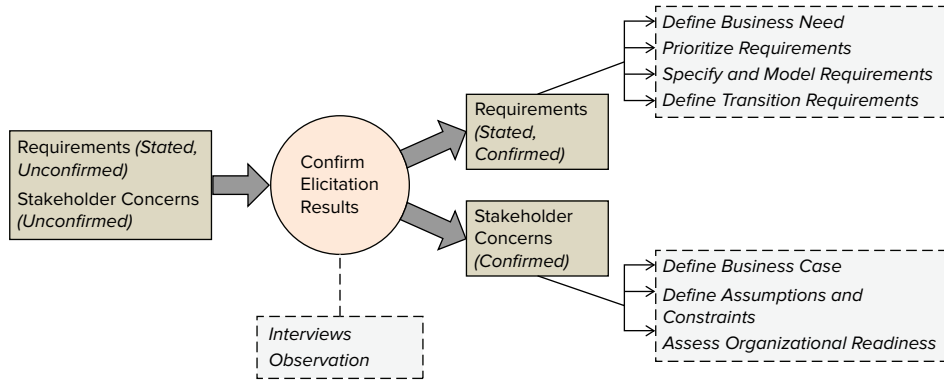 Requirements (Stated,
Unconfirmed)
Stakeholder Concerns
(Unconfirmed)
Confirm
Elicitation
Results
Interviews
Observation
Requirements
(Stated,
Confirmed)
Stakeholder
Concerns
(Confirmed)
Define Business Need
Prioritize Requirements
Specify and Model Requirements
Define Transition Requirements
Define Business Case
Define Assumptions and
Constraints
Assess Organizational Readiness